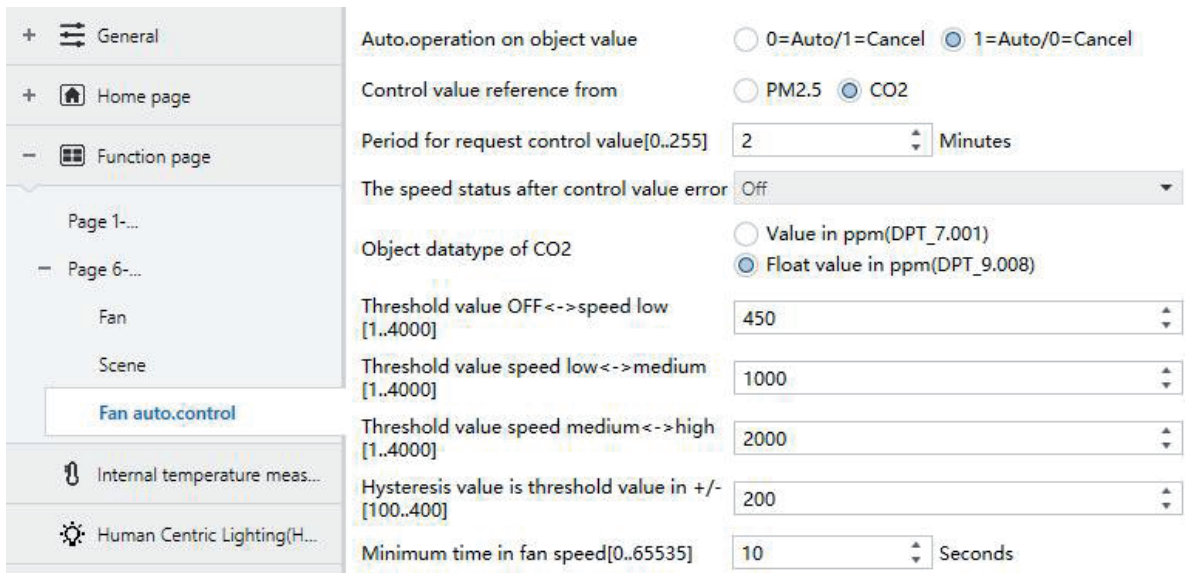 + General
+ Home page
− Function page
Page 1-...
− Page 6-...
Fan
Scene
Fan auto.control
Internal temperature meas...
Human Centric Lighting(H...
Auto.operation on object value 0=Auto/1=Cancel 1=Auto/0=Cancel
Control value reference from PM2.5 CO2
Period for request control value[0..255] 2 Minutes
The speed status after control value error Off
Object datatype of CO2
Value in ppm(DPT_7.001)
Float value in ppm(DPT_9.008)
Threshold value OFF<->speed low
[1..4000]
450
Threshold value speed low<->medium
[1..4000]
1000
Threshold value speed medium<->high
[1..4000]
2000
Hysteresis value is threshold value in +/-
[100..400]
200
Minimum time in fan speed[0..65535] 10 Seconds